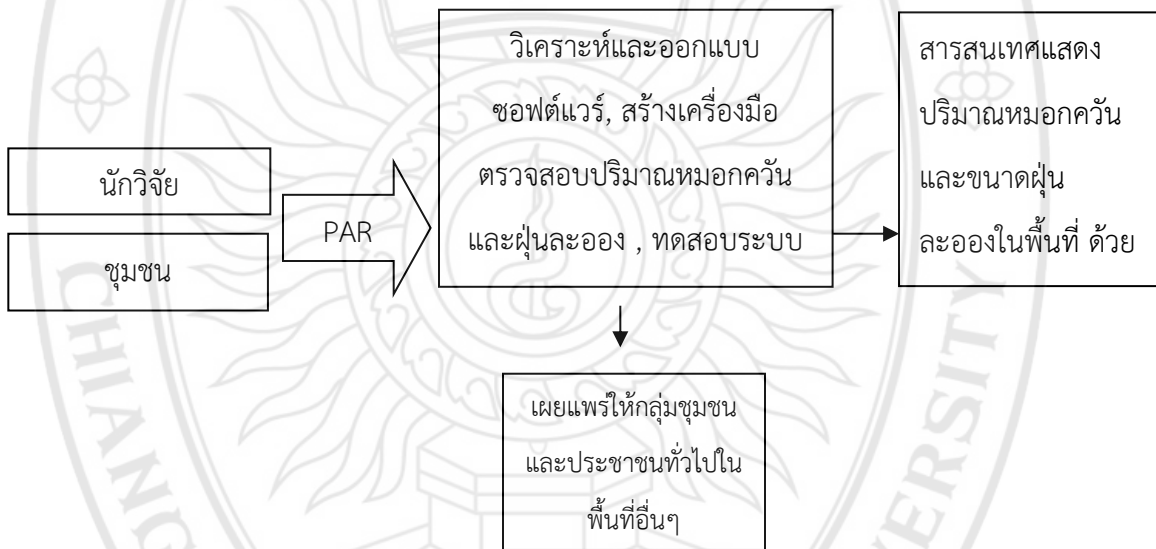 นักวิจัย
ชุมชน
PAR
วิเคราะห์และออกแบบ
ซอฟต์แวร์, สร้างเครื่องมือ
ตรวจสอบปริมาณหมอกควัน
และฝุ่นละออง , ทดสอบระบบ
สารสนเทศแสดง
ปริมาณหมอกควัน
และขนาดฝุ่น
ละอองในพื้นที่ ด้วย
เผยแพร่ให้กลุ่มชุมชน
และประชาชนทั่วไปใน
พื้นที่อื่นๆ
CHIANG
VERSITY